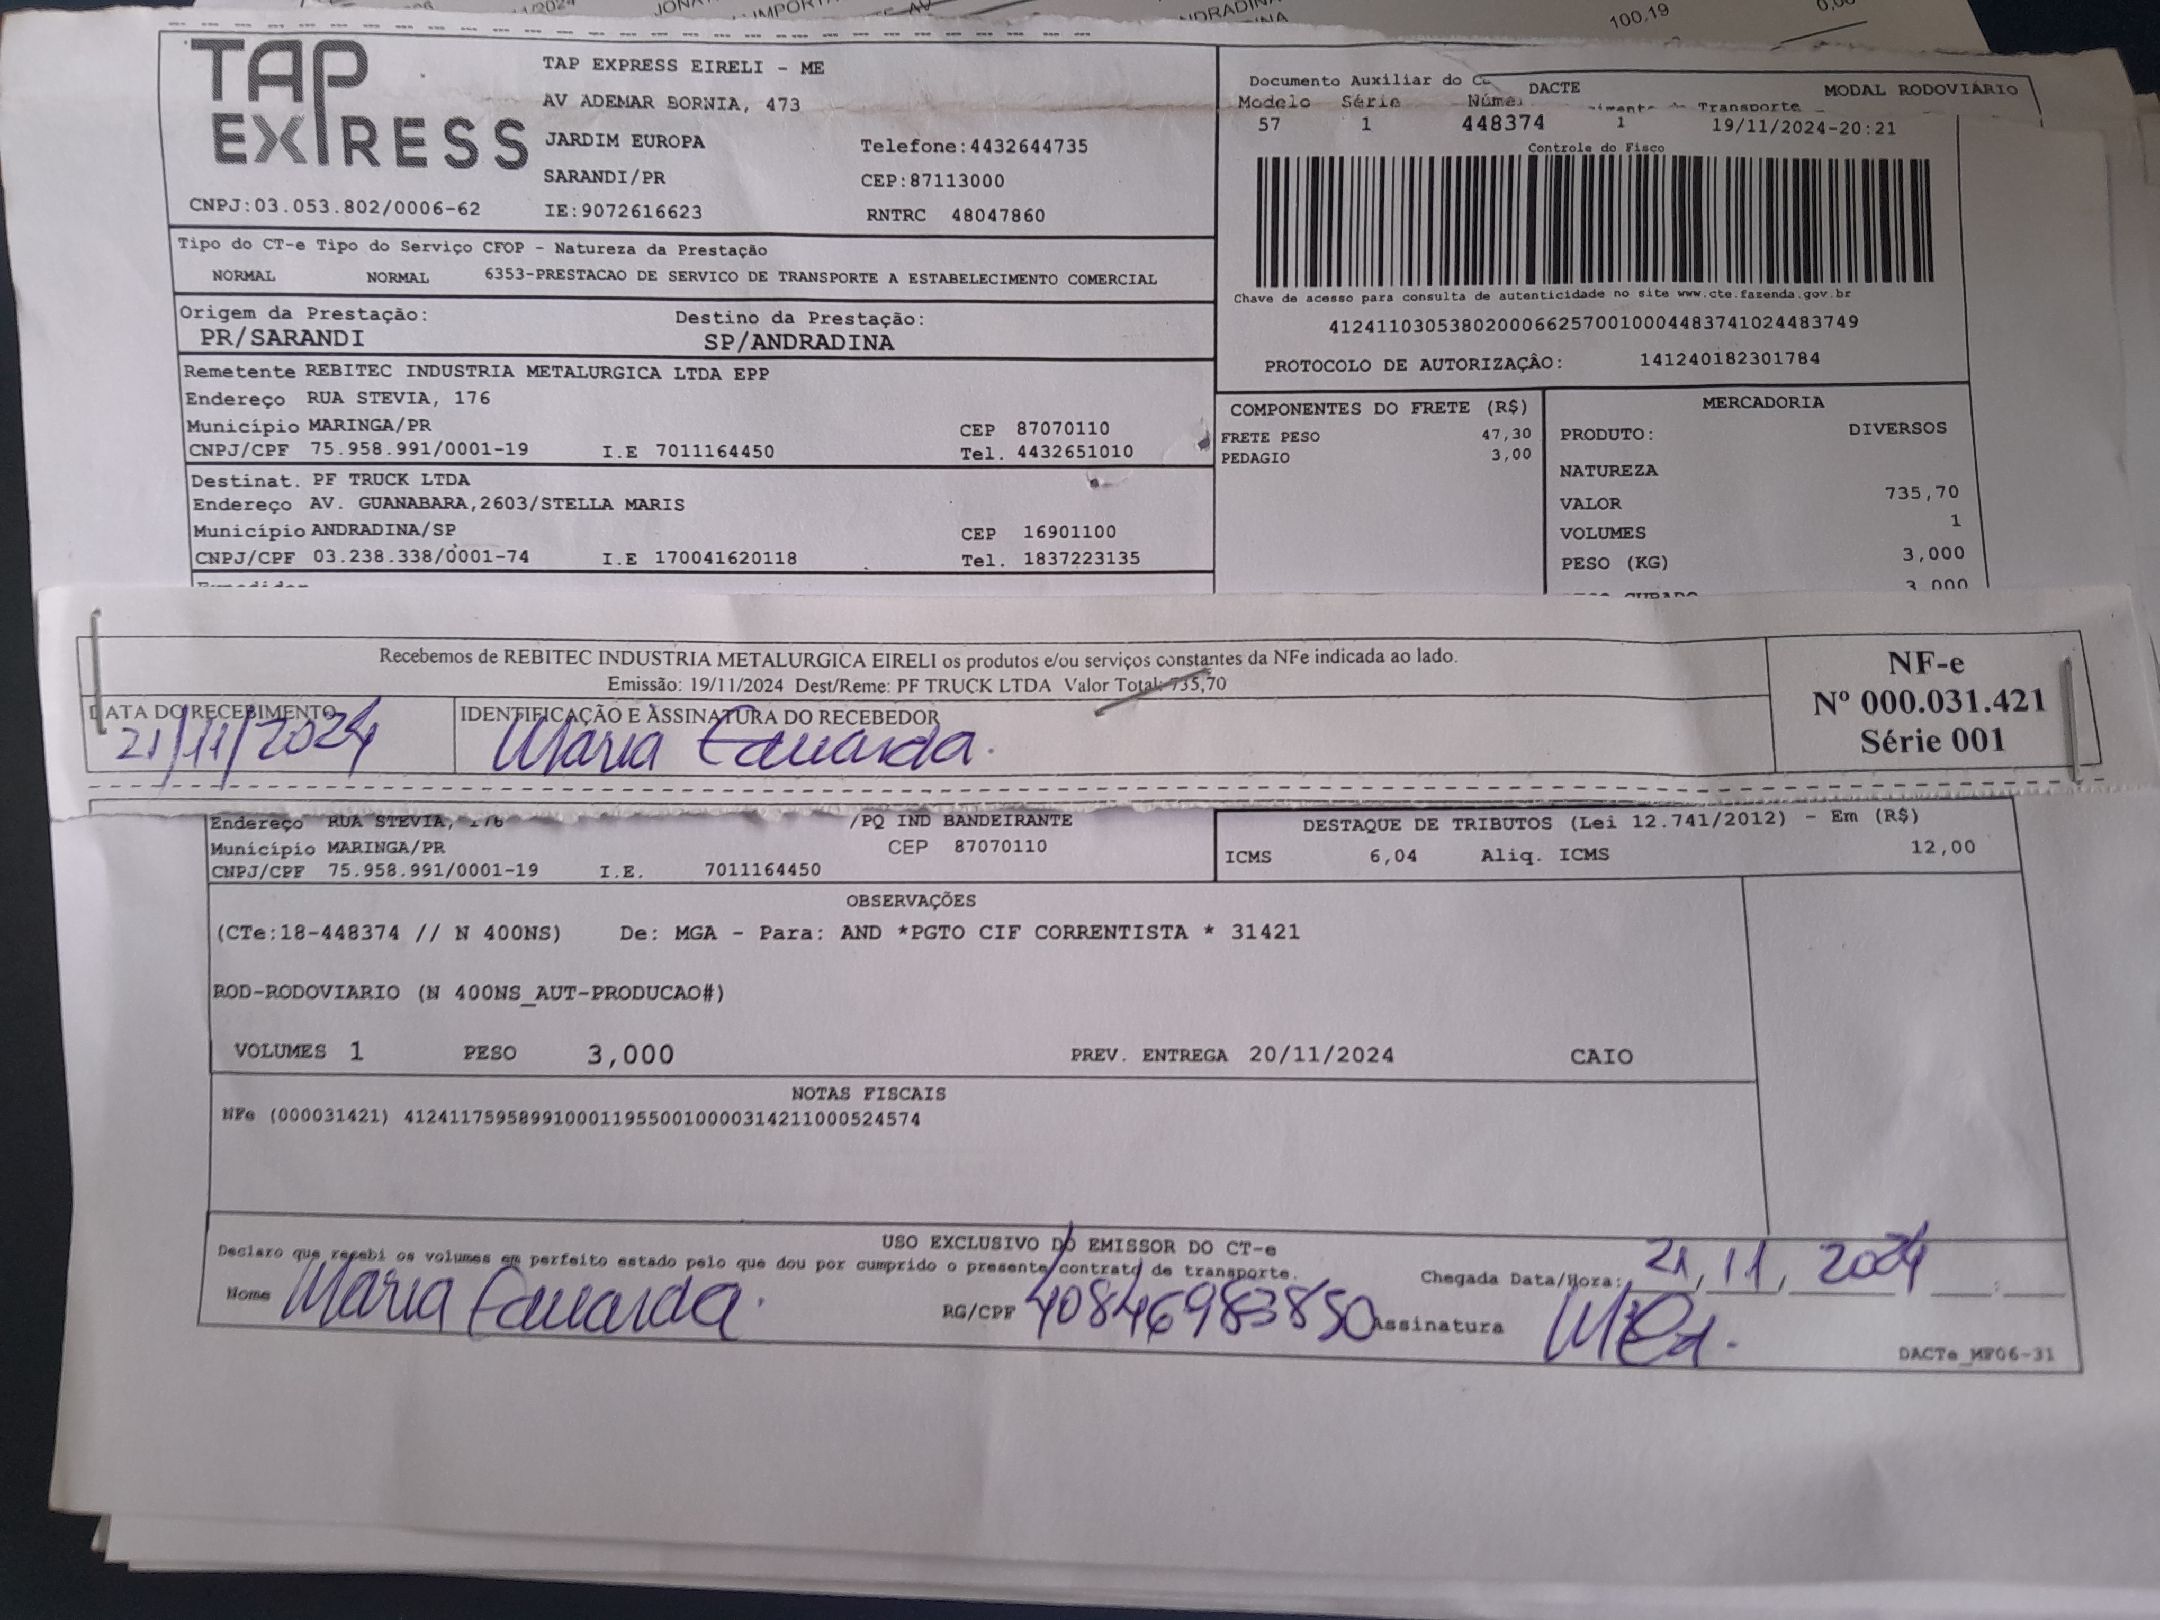 100,19
TAP
EXPRESS
TAP EXPRESS EIRELI - ME
AV ADEMAR BORNIA, 473
JARDIM EUROPA Telefone:4432644735
SARANDI/PR CEP:87113000
CNPJ:03.053.802/0006-62 IE:9072616623 RNTRC 48047860
Documento Auxiliar do DACTE MODAL RODOVIÁRIO
Modelo Série Transporte
57 1 448374 1 19/11/2024-20:21
Controle do Fisco
Chave de acesso para consulta de autenticidade no site www.cte.fazenda.gov.br
41241103053802000662570010004483741024483749
PROTOCOLO DE AUTORIZAÇÂO: 141240182301784
Tipo do CT-e Tipo do Serviço CFOP - Natureza da Prestação
NORMAL NORMAL 6353-PRESTACAO DE SERVICO DE TRANSPORTE A ESTABELECIMENTO COMERCIAL
Origem da Prestação: Destino da Prestação:
PR/SARANDI SP/ANDRADINA
Remetente REBITEC INDUSTRIA METALURGICA LTDA EPP
Endereço RUA STEVIA, 176
Município MARINGA/PR CEP 87070110
CNPJ/CPF 75.958.991/0001-19 I.E 7011164450 Tel. 4432651010
Destinat. PF TRUCK LTDA
Endereço AV. GUANABARA,2603/STELLA MARIS
Município ANDRADINA/SP CEP 16901100
CNPJ/CPF 03.238.338/0001-74 I.E 170041620118 Tel. 1837223135
COMPONENTES DO FRETE (R$)
FRETE PESO 47,30
PEDAGIO 3,00
MERCADORIA
PRODUTO: DIVERSOS
NATUREZA
VALOR 735,70
VOLUMES 1
PESO (KG) 3,000
3,000
Recebemos de REBITEC INDUSTRIA METALURGICA EIRELI os produtos e/ou serviços constantes da NFe indicada ao lado.
Emissão: 19/11/2024 Dest/Reme: PF TRUCK LTDA Valor Total: 735,70
DATA DO RECEBIMENTO IDENTIFICAÇÃO E ASSINATURA DO RECEBEDOR
21/11/2024 Maria Eduarda.
NF-e
Nº 000.031.421
Série 001
Endereço RUA STEVIA, 176 /PQ IND BANDEIRANTE
Município MARINGA/PR CEP 87070110
CNPJ/CPF 75.958.991/0001-19 I.E. 7011164450
DESTAQUE DE TRIBUTOS (Lei 12.741/2012) - Em (R$)
ICMS 6,04 Aliq. ICMS 12,00
OBSERVAÇÕES
(CTe:18-448374 // N 400NS) De: MGA - Para: AND *PGTO CIF CORRENTISTA * 31421
ROD-RODOVIARIO (N 400NS_AUT-PRODUCAO#)
VOLUMES 1 PESO 3,000 PREV. ENTREGA 20/11/2024 CAIO
NOTAS FISCAIS
NFe (000031421) 41241175958991000119550010000314211000524574
USO EXCLUSIVO DO EMISSOR DO CT-e
Declaro que recebi os volumes em perfeito estado pelo que dou por cumprido o presente contrato de transporte.
Chegada Data/Hora: 21, 11, 2024 :
Nome Maria Eduarda. RG/CPF 40846983850 Assinatura
DACTe_MF06-31